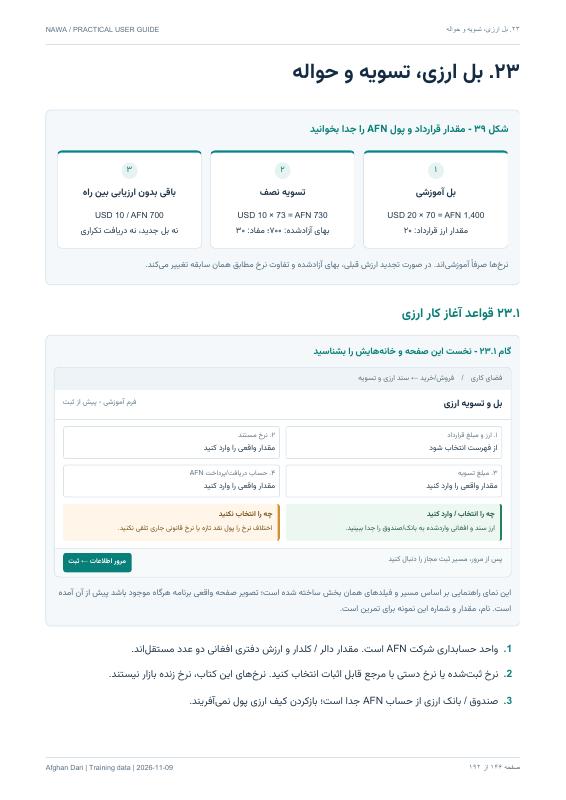 ۲۳. بل ارزی، تسویه و حواله
NAWA / PRACTICAL USER GUIDE
۲۳. بل ارزی، تسویه و حواله
شکل ۳۹ - مقدار قرارداد و پول AFN را جدا بخوانید
۱
بل آموزشی
USD 20 × 70 = AFN 1,400
مقدار ارز قرارداد: ۲۰
۲
تسویه نصف
USD 10 × 73 = AFN 730
بهای آزادشده: ۷۰۰؛ مفاد: ۳۰
۳
باقی بدون ارزیابی بین راه
USD 10 / AFN 700
نه بل جدید، نه دریافت تکراری
نرخ‌ها صرفاً آموزشی‌اند. در صورت تجدید ارزش قبلی، بهای آزادشده و تفاوت نرخ مطابق همان سابقه تغییر می‌کند.
۲۳.۱ قواعد آغاز کار ارزی
گام ۲۳.۱ - نخست این صفحه و خانه‌هایش را بشناسید
فضای کاری / فروش/خرید ← سند ارزی و تسویه
بل و تسویه ارزی
فرم آموزشی - پیش از ثبت
۱. ارز و مبلغ قرارداد
از فهرست انتخاب شود
۲. نرخ مستند
مقدار واقعی را وارد کنید
۳. مبلغ تسویه
مقدار واقعی را وارد کنید
۴. حساب دریافت/پرداخت AFN
مقدار واقعی را وارد کنید
چه را انتخاب / وارد کنید
ارز سند و افغانی واردشده به بانک/صندوق را جدا ببینید.
چه را انتخاب نکنید
اختلاف نرخ را پول نقد تازه یا نرخ قانونی جاری تلقی نکنید.
پس از مرور، مسیر ثبت مجاز را دنبال کنید
مرور اطلاعات ← ثبت
این نمای راهنمایی بر اساس مسیر و فیلدهای همان بخش ساخته شده است؛ تصویر صفحه واقعی برنامه هرگاه موجود باشد پیش از آن آمده
است. نام، مقدار و شماره این نمونه برای تمرین است.
1. واحد حسابداری شرکت AFN است. مقدار دالر / کلدار و ارزش دفتری افغانی دو عدد مستقل‌اند.
2. نرخ ثبت‌شده یا نرخ دستی با مرجع قابل اثبات انتخاب کنید. نرخ‌های این کتاب، نرخ زنده بازار نیستند.
3. صندوق / بانک ارزی از حساب AFN جدا است؛ بازکردن کیف ارزی پول نمی‌آفریند.
صفحه ۱۴۴ از ۱۹۲
Afghan Dari | Training data | 2026-11-09